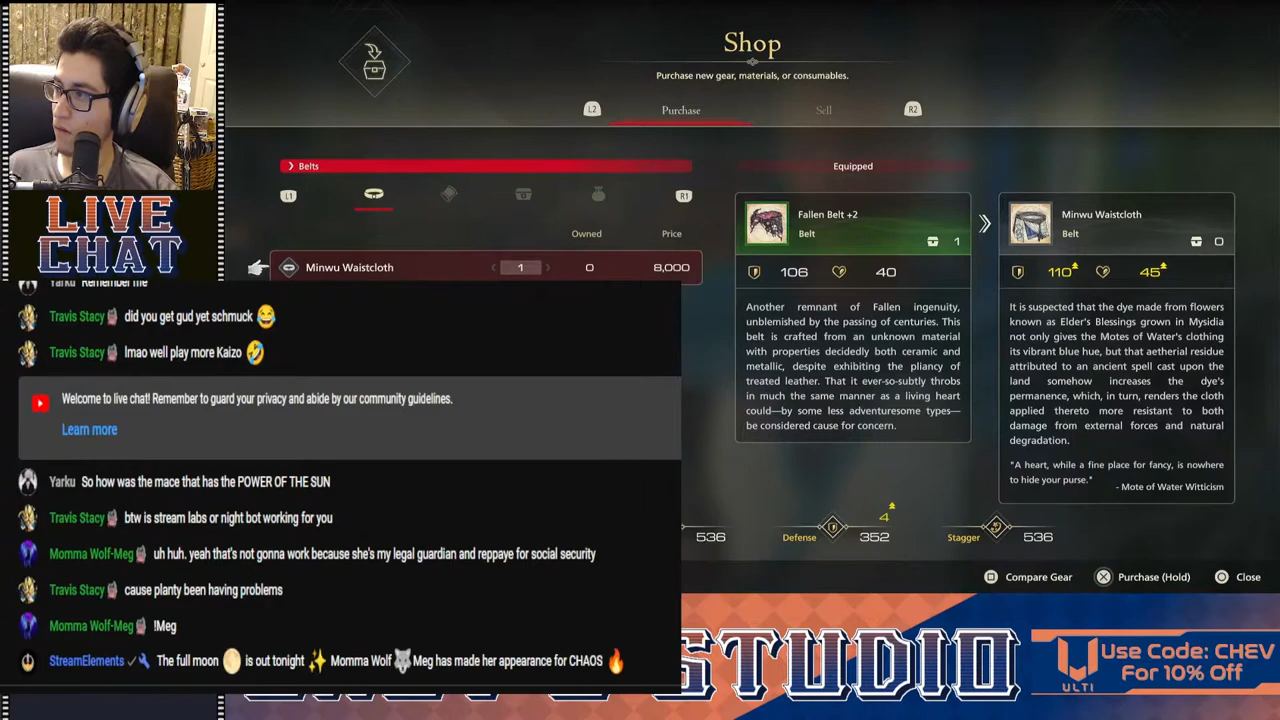 Shop
Purchase new gear, materials, or consumables.
L2
Purchase
Sell
R2
Belts
Equipped
L1
R1
Owned
Price
Minwu Waistcloth
1
0
8,000
Fallen Belt +2
Belt
1
106
40
Minwu Waistcloth
Belt
0
110
45
Another remnant of Fallen ingenuity,
unblemished by the passing of centuries. This
belt is crafted from an unknown material
with properties decidedly both ceramic and
metallic, despite exhibiting the pliancy of
treated leather. That it ever-so-subtly throbs
in much the same manner as a living heart
could—by some less adventuresome types—
be considered cause for concern.
It is suspected that the dye made from flowers
known as Elder's Blessings grown in Mysidia
not only gives the Motes of Water's clothing
its vibrant blue hue, but that aetherial residue
attributed to an ancient spell cast upon the
land somehow increases the dye's
permanence, which, in turn, renders the cloth
applied thereto more resistant to both
damage from external forces and natural
degradation.
"A heart, while a fine place for fancy, is nowhere
to hide your purse."
- Mote of Water Witticism
536
Defense
4
352
Stagger
536
Compare Gear
Purchase (Hold)
Close
LIVE
CHAT
Yarku Remember me
Travis Stacy did you get gud yet schmuck
Travis Stacy lmao well play more Kaizo
Welcome to live chat! Remember to guard your privacy and abide by our community guidelines.
Learn more
Yarku So how was the mace that has the POWER OF THE SUN
Travis Stacy btw is stream labs or night bot working for you
Momma Wolf-Meg uh huh. yeah that's not gonna work because she's my legal guardian and reppaye for social security
Travis Stacy cause planty been having problems
Momma Wolf-Meg !Meg
StreamElements The full moon is out tonight Momma Wolf Meg has made her appearance for CHAOS
STUDIO
ULTI
Use Code: CHEV
For 10% Off